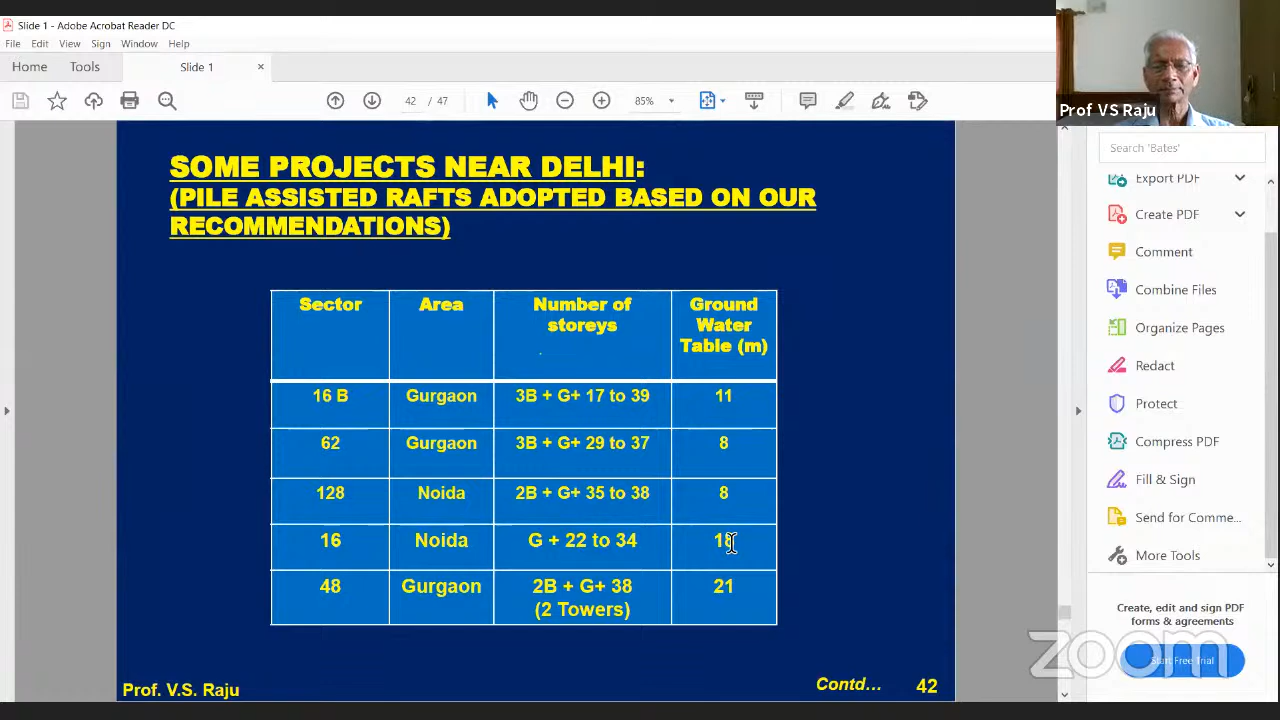 Slide 1 - Adobe Acrobat Reader DC
File Edit View Sign Window Help
Home Tools Slide 1
42 / 47 85%
Prof VS Raju
Search 'Bates'
Export PDF
Create PDF
Comment
Combine Files
Organize Pages
Redact
Protect
Compress PDF
Fill & Sign
Send for Comme...
More Tools
Create, edit and sign PDF
forms & agreements
Start Free Trial
zoom
SOME PROJECTS NEAR DELHI:
(PILE ASSISTED RAFTS ADOPTED BASED ON OUR
RECOMMENDATIONS)
Sector Area Number of storeys Ground Water Table (m)
16 B Gurgaon 3B + G+ 17 to 39 11
62 Gurgaon 3B + G+ 29 to 37 8
128 Noida 2B + G+ 35 to 38 8
16 Noida G + 22 to 34
48 Gurgaon 2B + G+ 38 (2 Towers) 21
Prof. V.S. Raju
Contd... 42